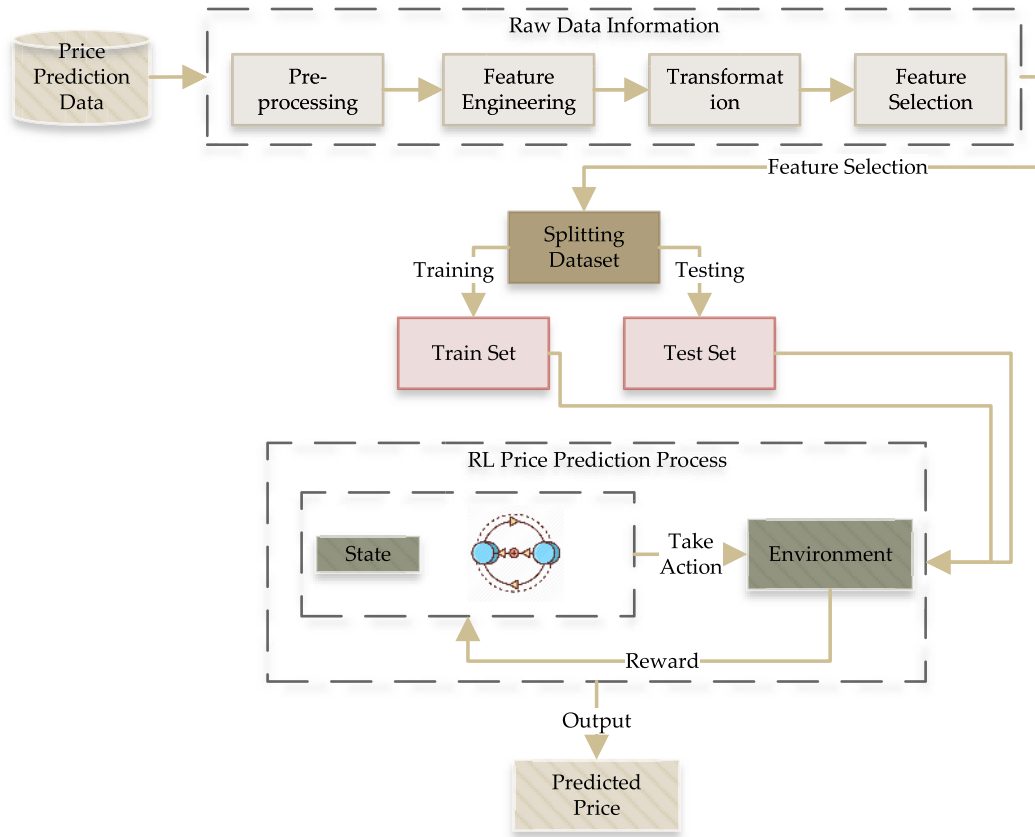 Price
Prediction
Data
Raw Data Information
Pre-
processing
Feature
Engineering
Transformat
ion
Feature
Selection
Feature Selection
Splitting
Dataset
Training
Testing
Train Set
Test Set
RL Price Prediction Process
State
Take
Action
Environment
Reward
Output
Predicted
Price